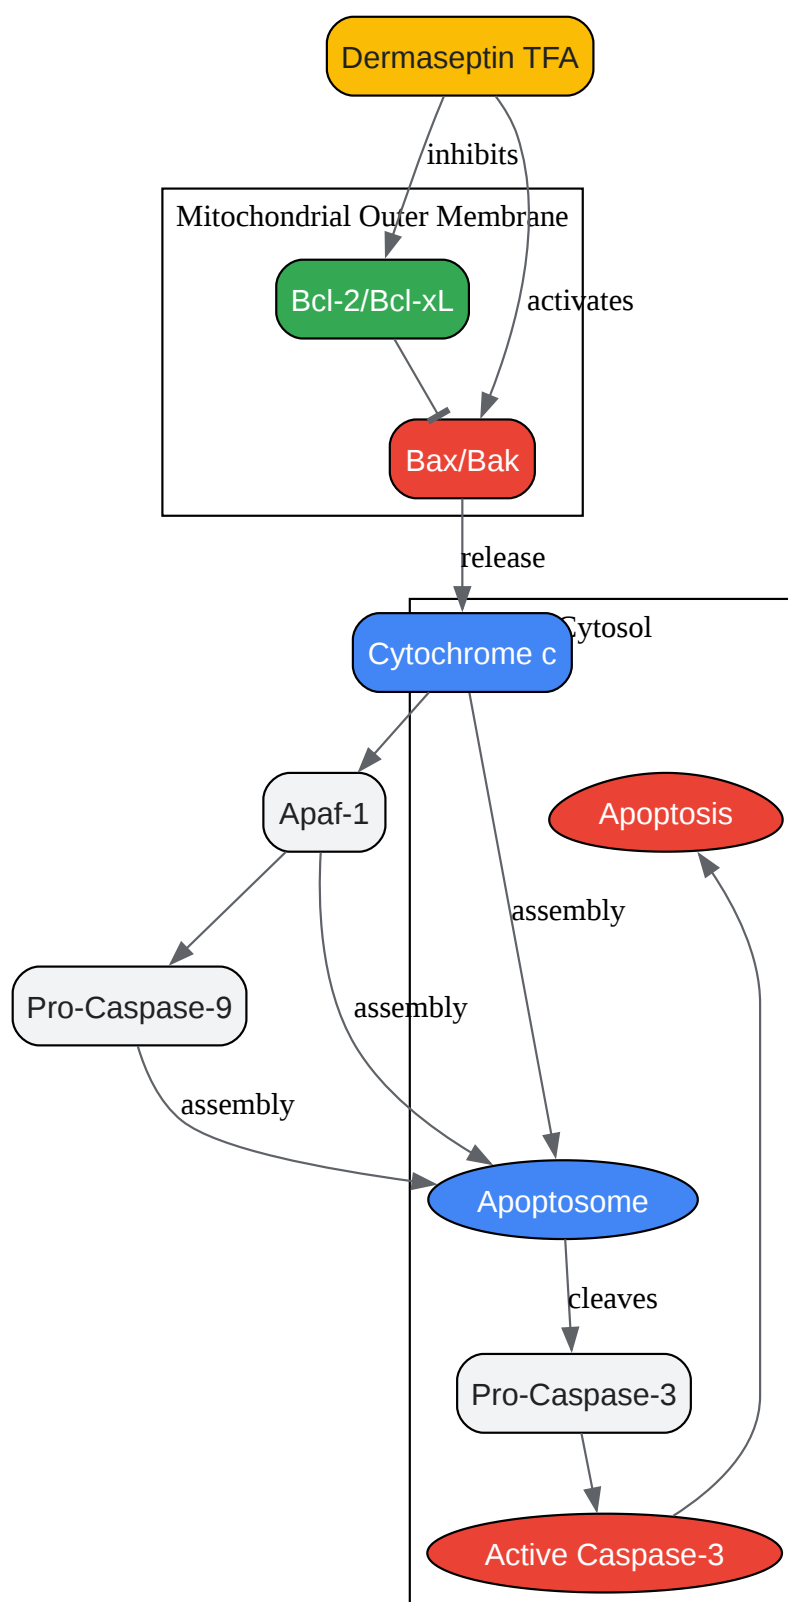 Dermaseptin TFA
inhibits
Mitochondrial Outer Membrane
Bcl-2/Bcl-xL
activates
Bax/Bak
release
Cytosol
Cytochrome c
Apaf-1
Apoptosis
assembly
Pro-Caspase-9
assembly
assembly
Apoptosome
cleaves
Pro-Caspase-3
Active Caspase-3